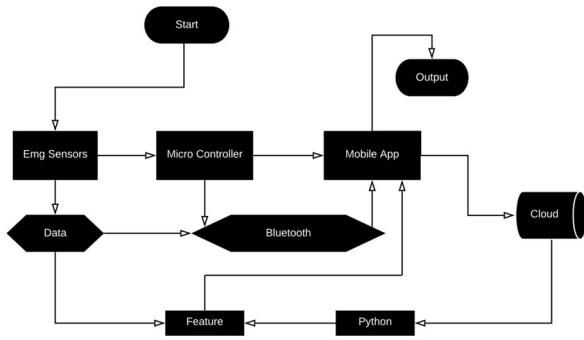 Start
Output
Emg Sensors
Micro Controller
Mobile App
Cloud
Data
Bluetooth
Feature
Python